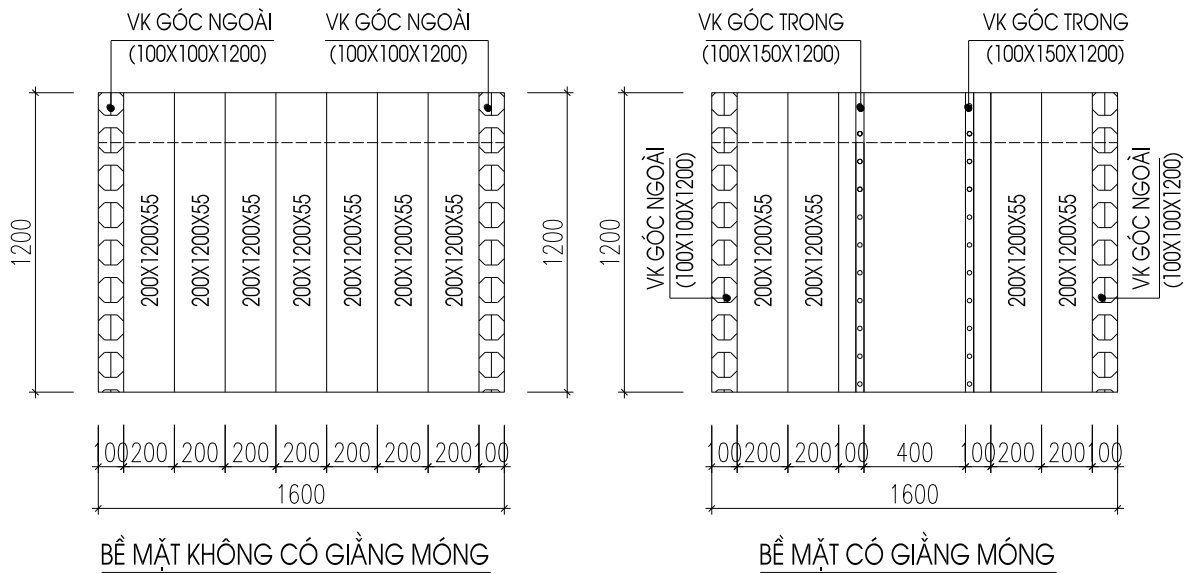 VK GÓC NGOÀI
(100X100X1200)
VK GÓC NGOÀI
(100X100X1200)
1200
200X1200X55
200X1200X55
200X1200X55
200X1200X55
200X1200X55
200X1200X55
200X1200X55
1200
100
200
200
200
200
200
200
200
100
1600
BỀ MẶT KHÔNG CÓ GIẰNG MÓNG
VK GÓC TRONG
(100X150X1200)
VK GÓC TRONG
(100X150X1200)
1200
VK GÓC NGOÀI
(100X100X1200)
200X1200X55
200X1200X55
200X1200X55
200X1200X55
VK GÓC NGOÀI
(100X100X1200)
100
200
200
100
400
100
200
200
100
1600
BỀ MẶT CÓ GIẰNG MÓNG